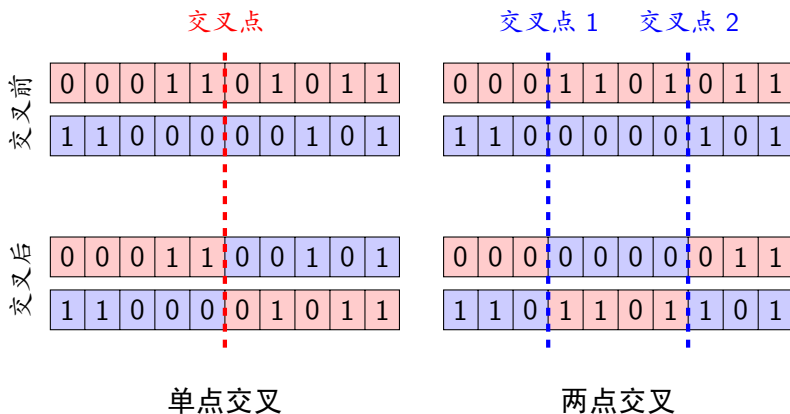 交叉点 交叉点 1 交叉点 2
交叉前
0 0 0 1 1 0 1 0 1 1 0 0 0 1 1 0 1 0 1 1
1 1 0 0 0 0 0 1 0 1 1 1 0 0 0 0 0 1 0 1
交叉后
0 0 0 1 1 0 0 1 0 1 0 0 0 0 0 0 0 0 1 1
1 1 0 0 0 0 1 0 1 1 1 1 0 1 1 0 1 1 0 1
单点交叉 两点交叉